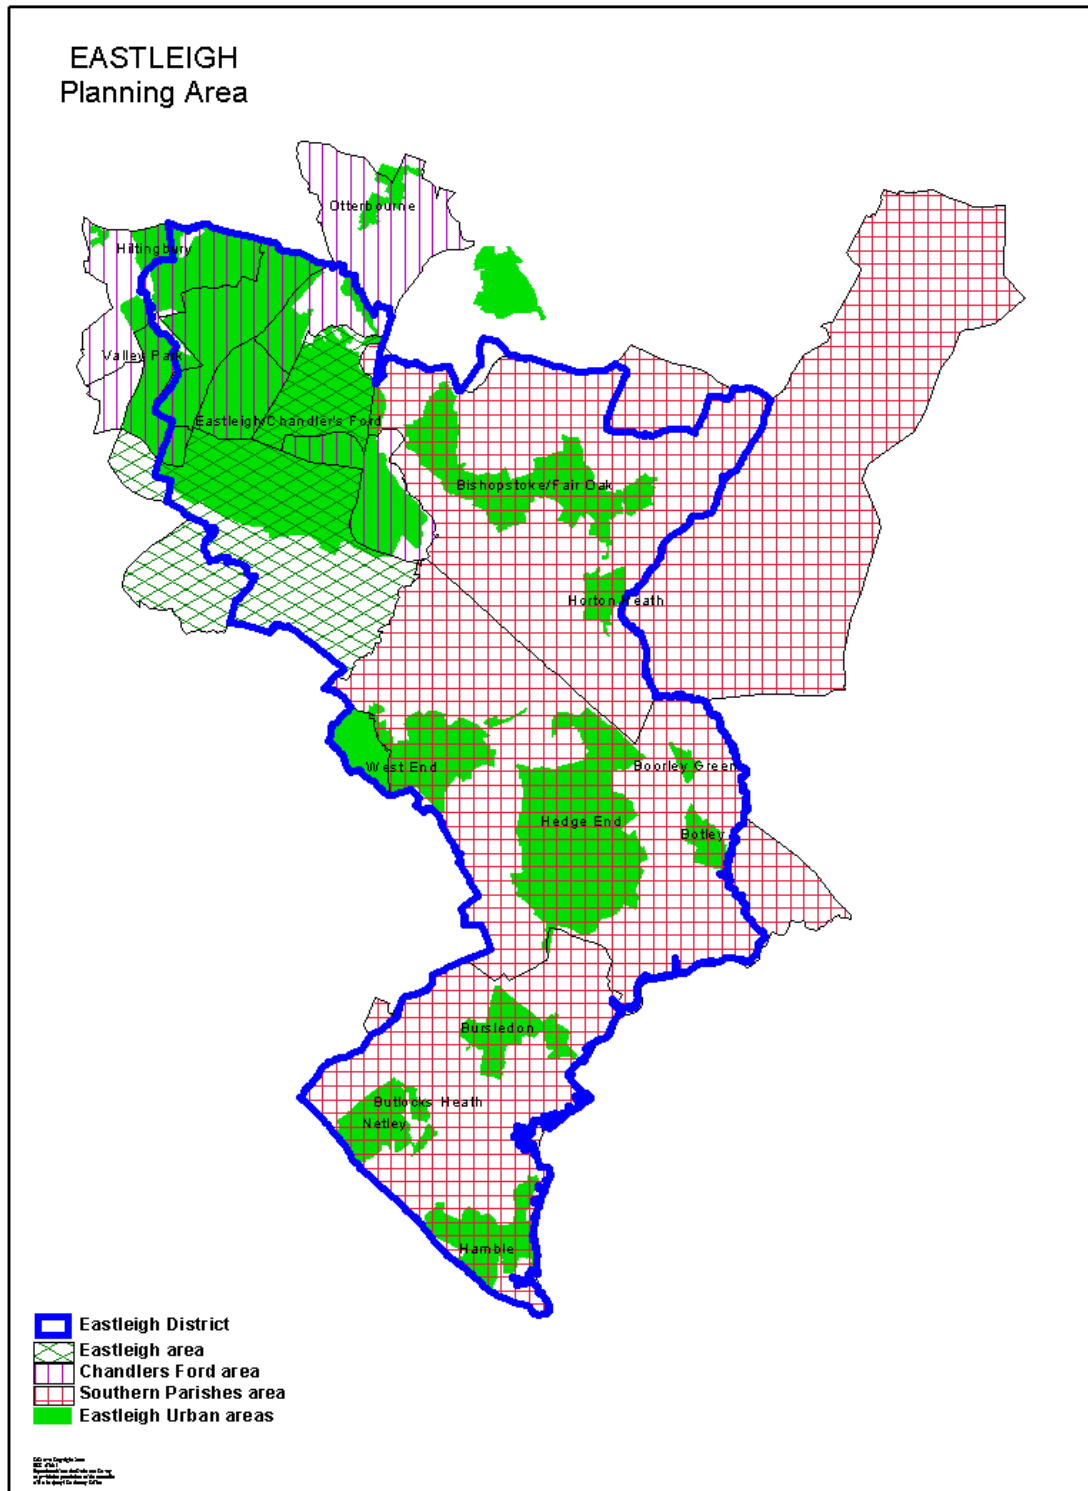 EASTLEIGH
Planning Area
Otterbourne
Hiltingbury
Valley Park
Eastleigh/Chandler's Ford
Bishopstoke/Fair Oak
Horton Heath
West End
Boorley Green
Hedge End
Botley
Bursledon
Butlocks Heath
Netley
Hamble
Eastleigh District
Eastleigh area
Chandlers Ford area
Southern Parishes area
Eastleigh Urban areas